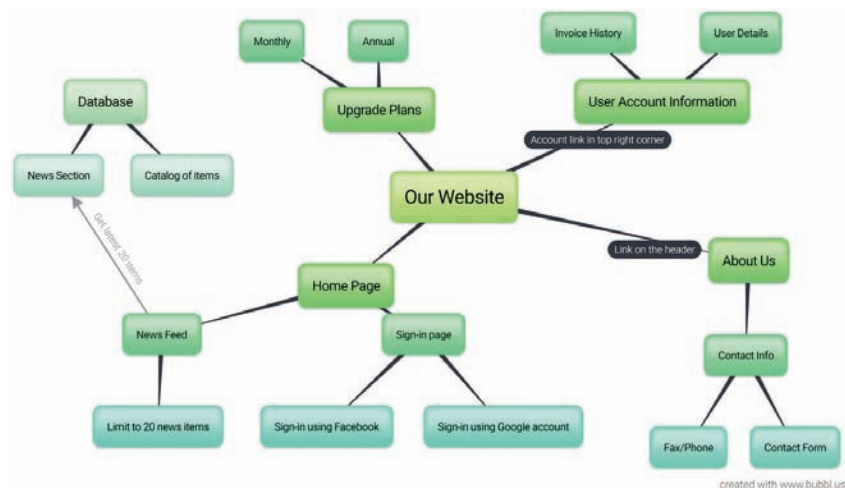 Monthly
Annual
Invoice History
User Details
Database
Upgrade Plans
User Account Information
Account link in top right corner
News Section
Catalog of items
Our Website
Get latest 20 items
Link on the header
About Us
Home Page
News Feed
Sign-in page
Contact Info
Limit to 20 news items
Sign-in using Facebook
Sign-in using Google account
Fax/Phone
Contact Form
created with www.bubbl.us